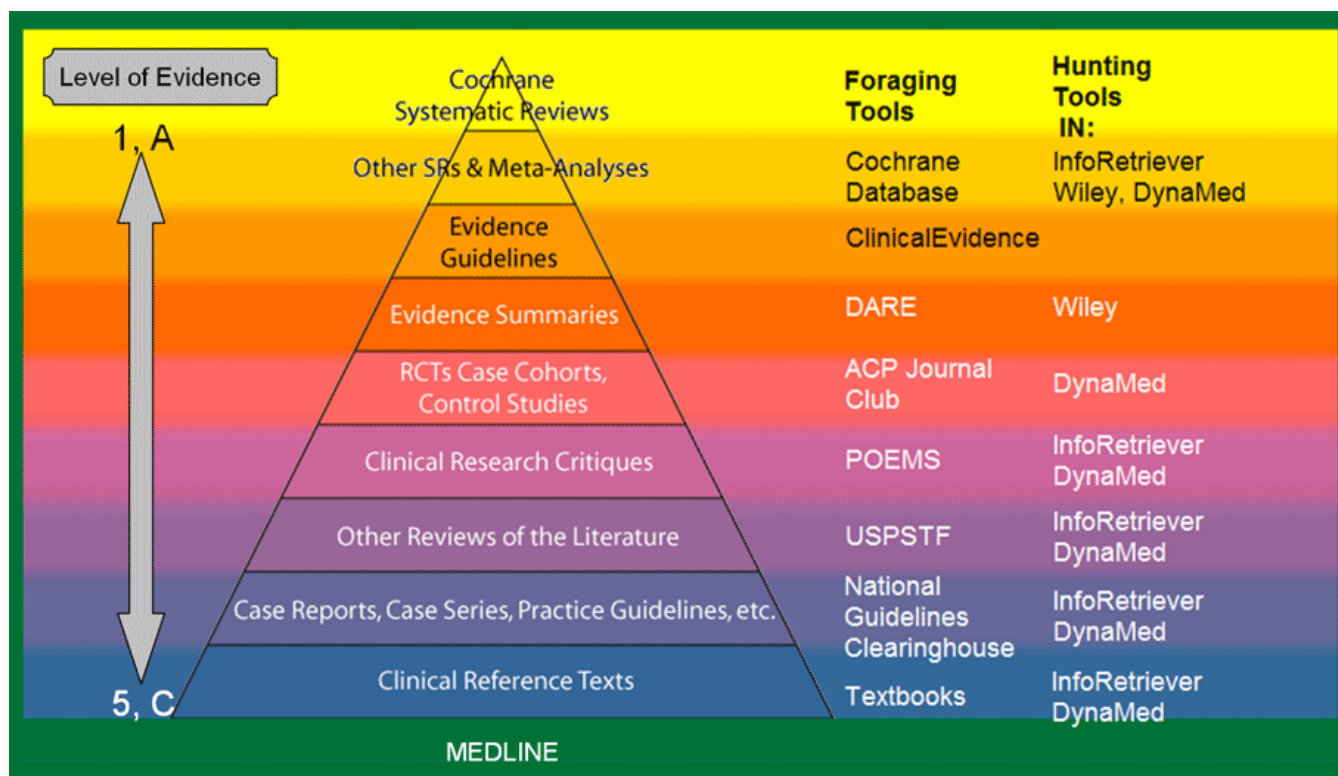 Level of Evidence
1, A
5, C
Cochrane
Systematic Reviews
Other SRs & Meta-Analyses
Evidence
Guidelines
Evidence Summaries
RCTs Case Cohorts,
Control Studies
Clinical Research Critiques
Other Reviews of the Literature
Case Reports, Case Series, Practice Guidelines, etc.
Clinical Reference Texts
Foraging
Tools
Cochrane
Database
ClinicalEvidence
DARE
ACP Journal
Club
POEMS
USPSTF
National
Guidelines
Clearinghouse
Textbooks
Hunting
Tools
IN:
InfoRetriever
Wiley, DynaMed
Wiley
DynaMed
InfoRetriever
DynaMed
InfoRetriever
DynaMed
InfoRetriever
DynaMed
InfoRetriever
DynaMed
MEDLINE